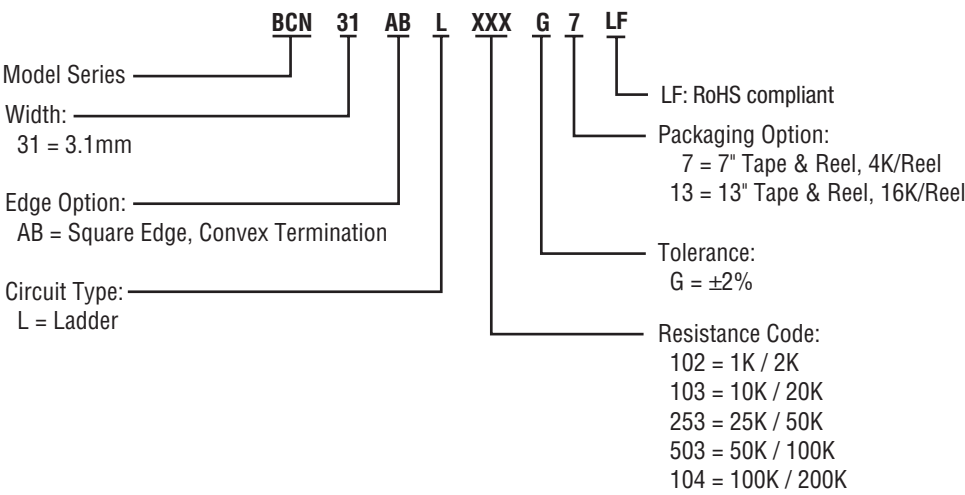 BCN 31 AB L XXX G 7 LF
Model Series
Width:
31 = 3.1mm
Edge Option:
AB = Square Edge, Convex Termination
Circuit Type:
L = Ladder
LF: RoHS compliant
Packaging Option:
7 = 7" Tape & Reel, 4K/Reel
13 = 13" Tape & Reel, 16K/Reel
Tolerance:
G = ±2%
Resistance Code:
102 = 1K / 2K
103 = 10K / 20K
253 = 25K / 50K
503 = 50K / 100K
104 = 100K / 200K